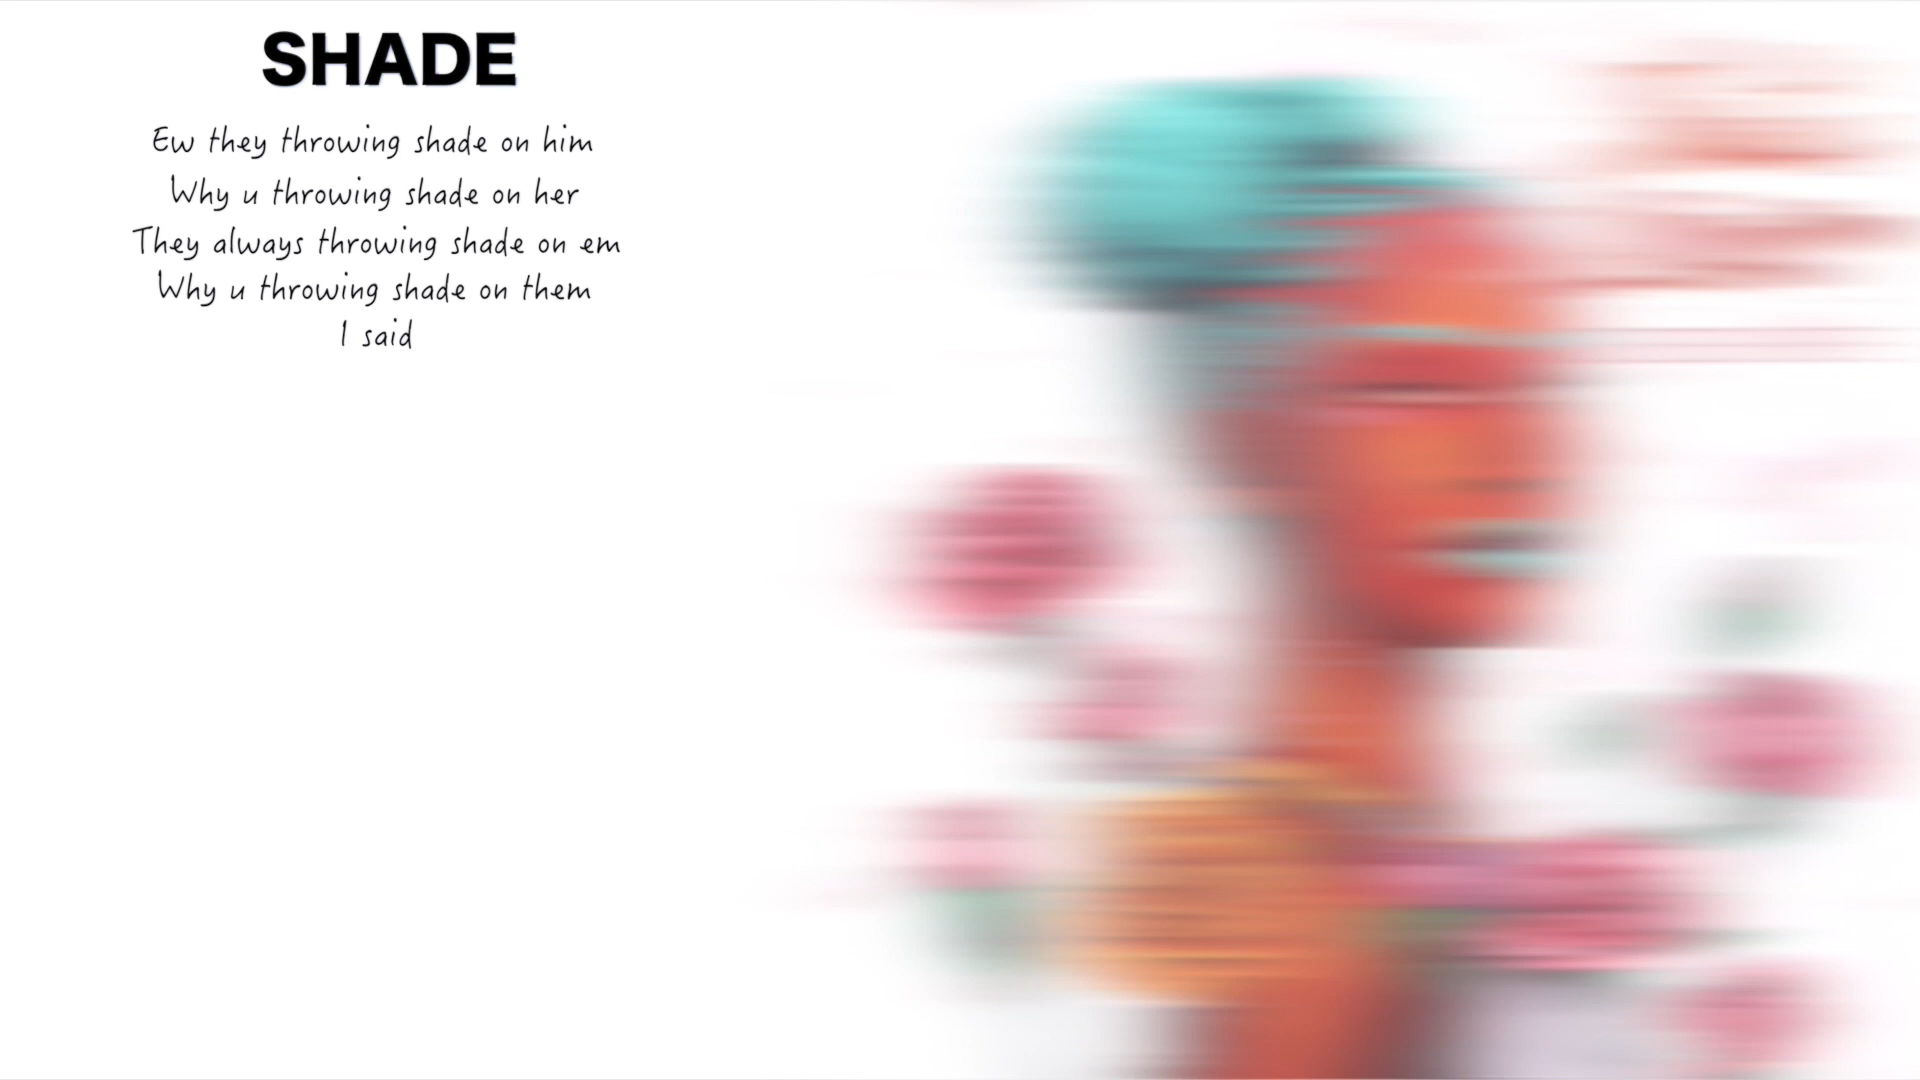 SHADE
Ew they throwing shade on him
Why u throwing shade on her
They always throwing shade on em
Why u throwing shade on them
I said